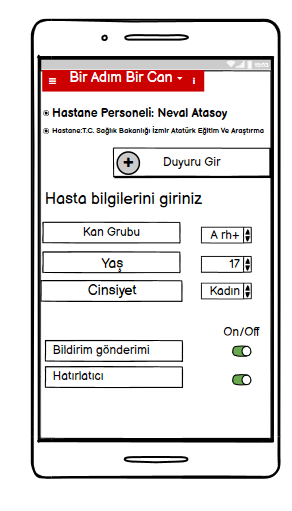 Bir Adım Bir Can
Hastane Personeli: Neval Atasoy
Hastane:T.C. Sağlık Bakanlığı İzmir Atatürk Eğitim Ve Araştırma
Duyuru Gir
Hasta bilgilerini giriniz
Kan Grubu A rh+
Yaş 17
Cinsiyet Kadın
On/Off
Bildirim gönderimi
Hatırlatıcı